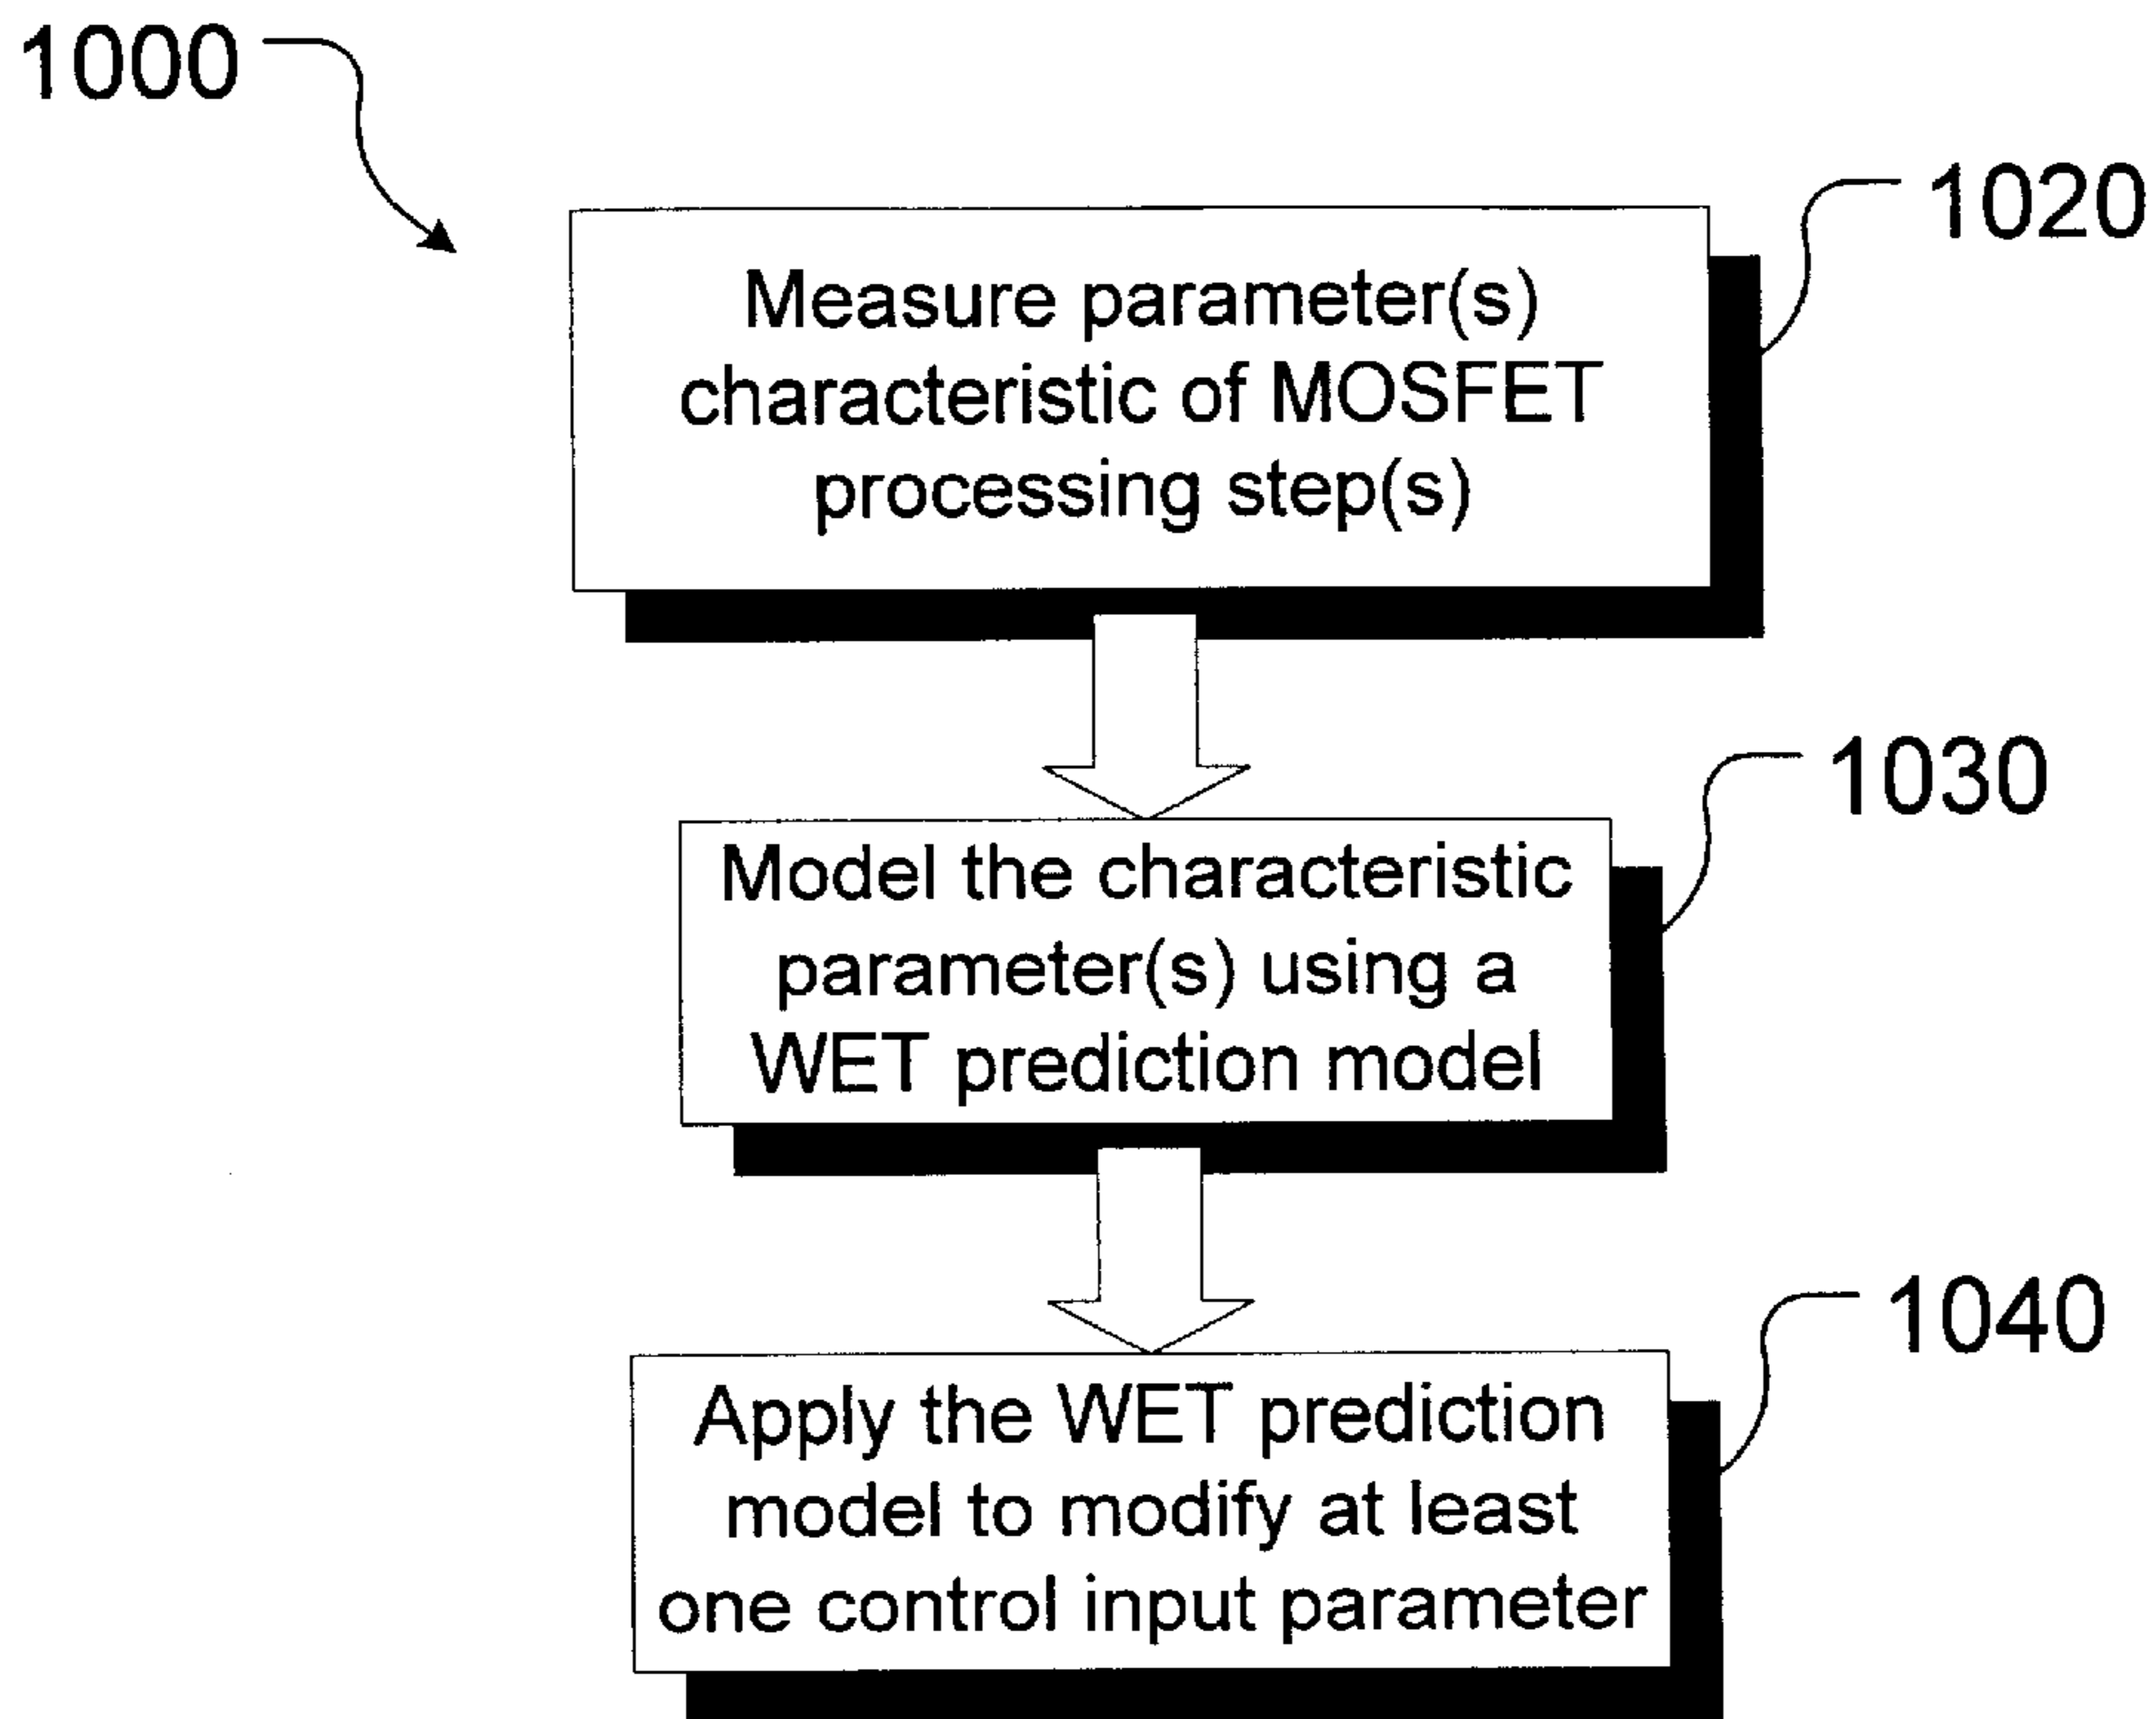 1000
1020
Measure parameter(s)
characteristic of MOSFET
processing step(s)
1030
Model the characteristic
parameter(s) using a
WET prediction model
1040
Apply the WET prediction
model to modify at least
one control input parameter